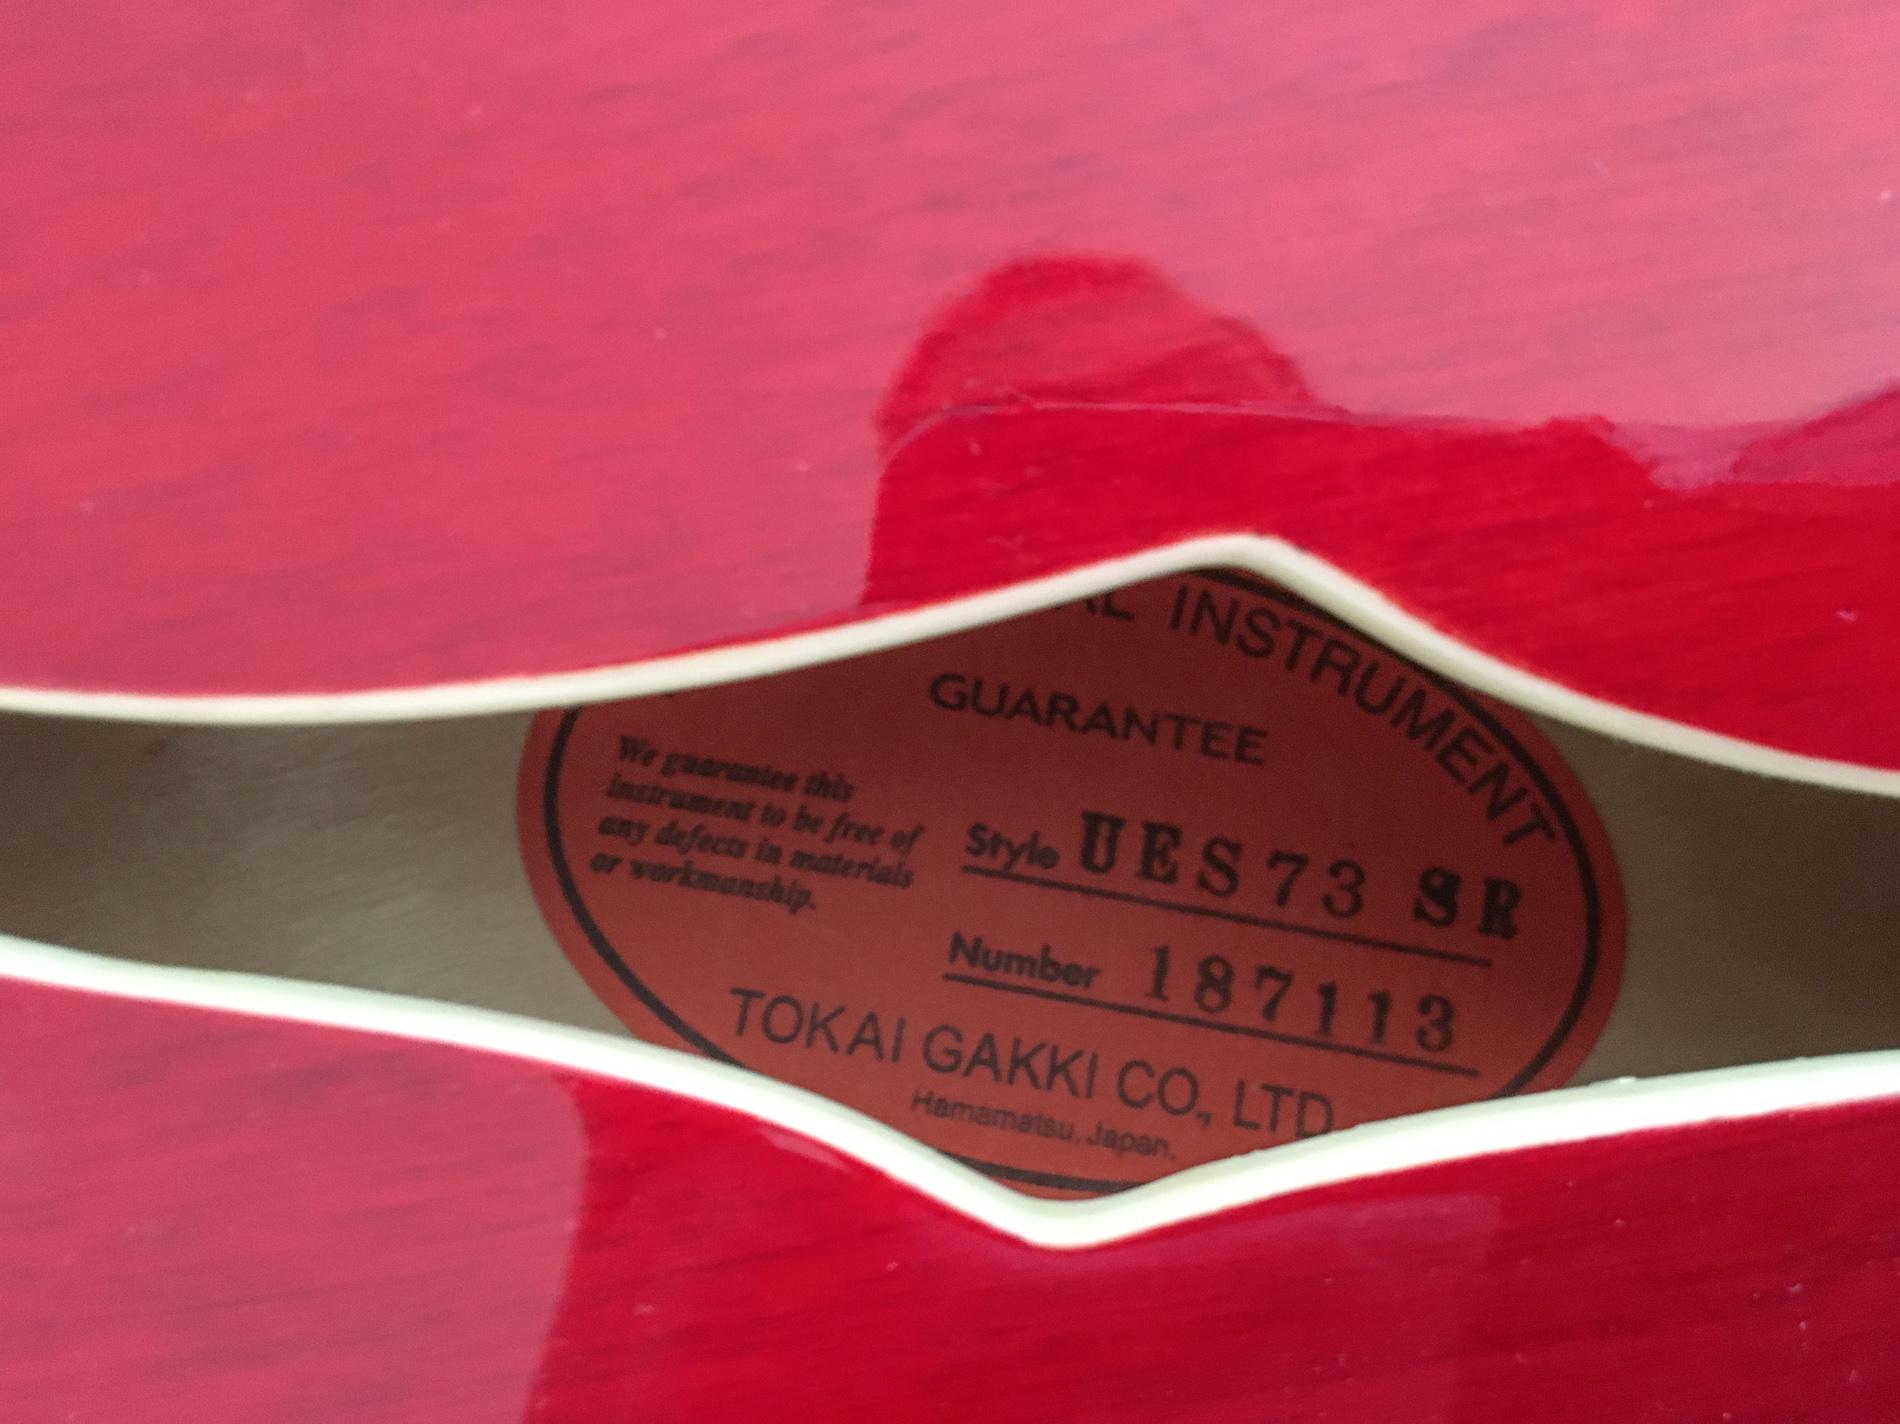 INSTRUMENT
GUARANTEE
We guarantee this
instrument to be free of
any defects in materials
or workmanship.
Style UES73 SR
Number 187113
TOKAI GAKKI CO., LTD.
Hamamatsu, Japan.